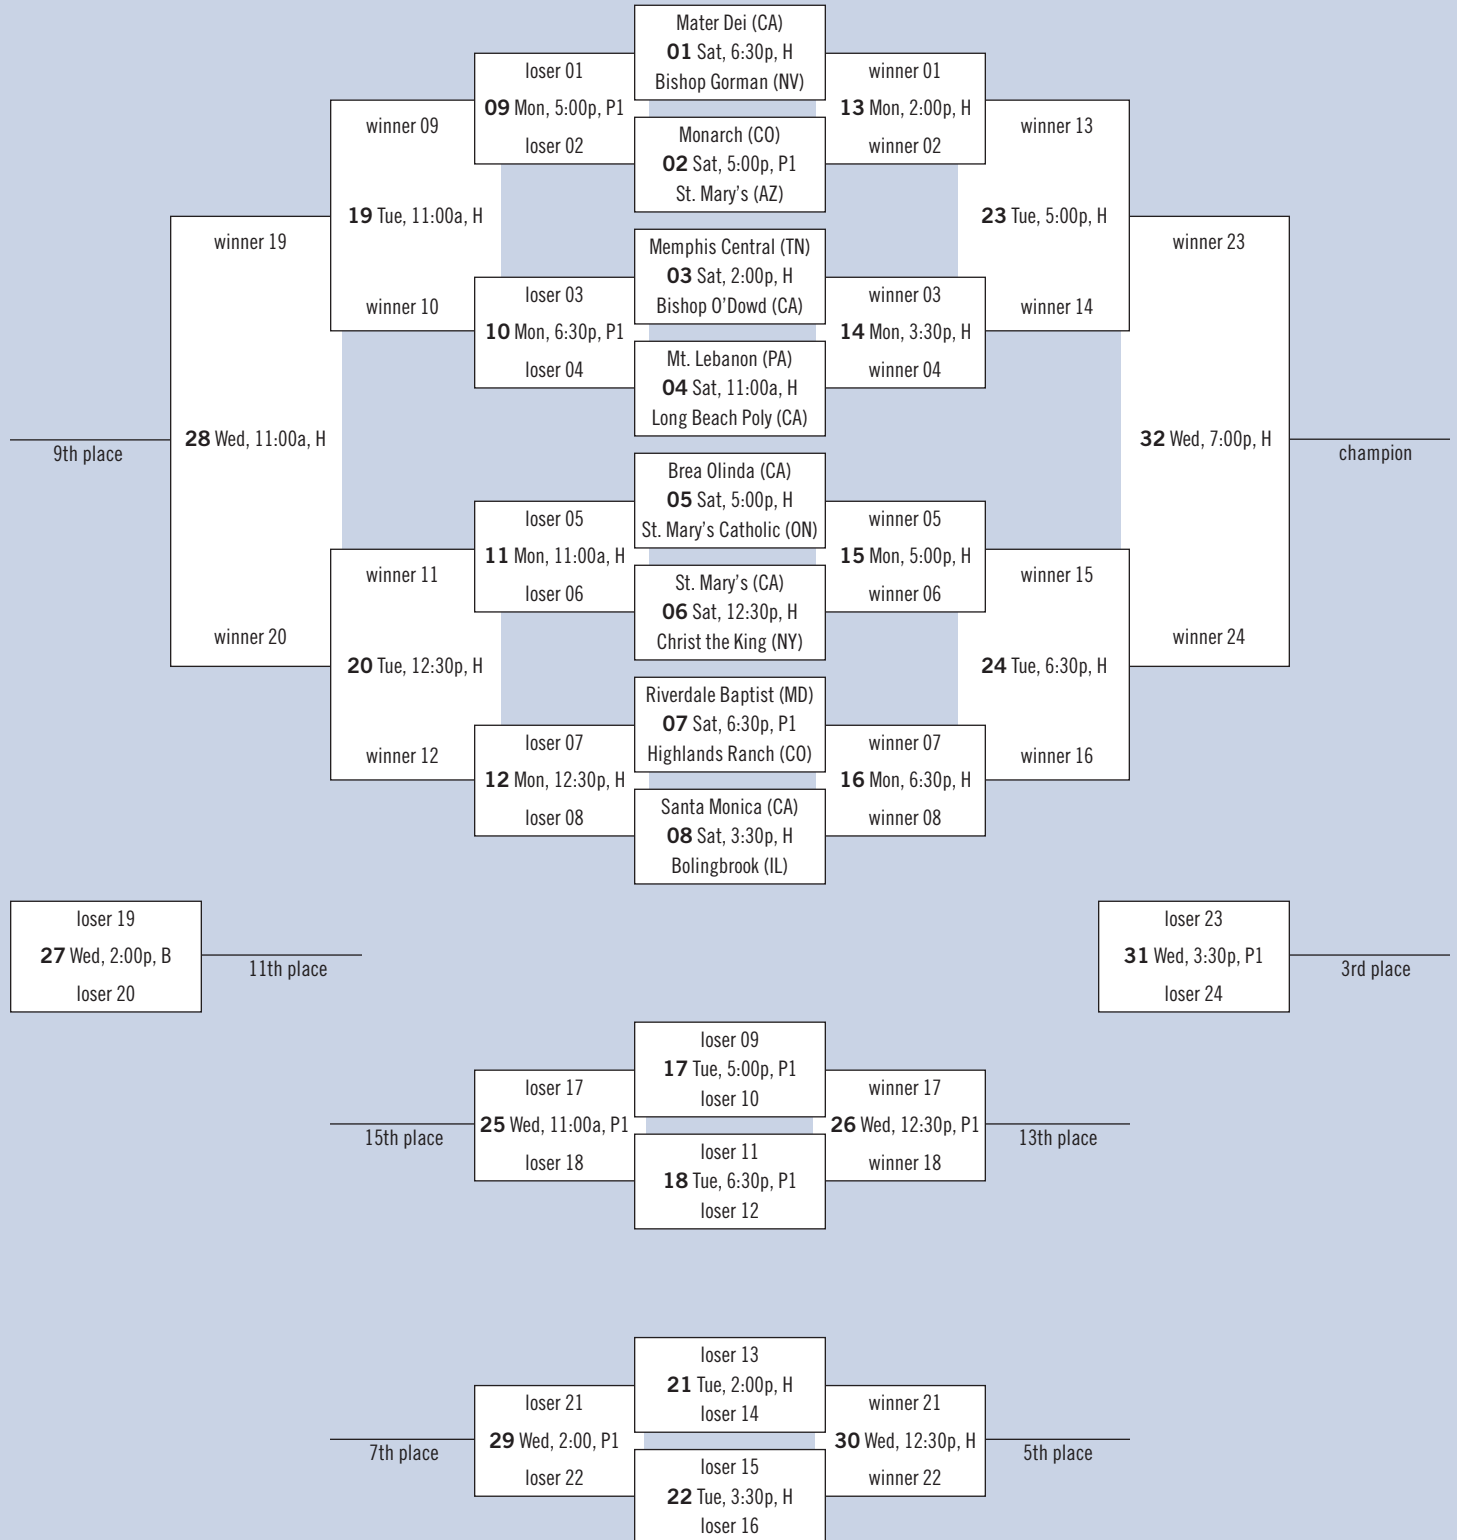 Mater Dei (CA)
01 Sat, 6:30p, H
Bishop Gorman (NV)
loser 01
09 Mon, 5:00p, P1
loser 02
winner 01
13 Mon, 2:00p, H
winner 02
Monarch (CO)
02 Sat, 5:00p, P1
St. Mary's (AZ)
winner 09
19 Tue, 11:00a, H
winner 10
winner 13
23 Tue, 5:00p, H
winner 14
Memphis Central (TN)
03 Sat, 2:00p, H
Bishop O'Dowd (CA)
loser 03
10 Mon, 6:30p, P1
loser 04
winner 03
14 Mon, 3:30p, H
winner 04
Mt. Lebanon (PA)
04 Sat, 11:00a, H
Long Beach Poly (CA)
winner 19
28 Wed, 11:00a, H
winner 20
9th place
winner 23
32 Wed, 7:00p, H
winner 24
champion
Brea Olinda (CA)
05 Sat, 5:00p, H
St. Mary's Catholic (ON)
loser 05
11 Mon, 11:00a, H
loser 06
winner 05
15 Mon, 5:00p, H
winner 06
St. Mary's (CA)
06 Sat, 12:30p, H
Christ the King (NY)
winner 11
20 Tue, 12:30p, H
winner 12
winner 15
24 Tue, 6:30p, H
winner 16
Riverdale Baptist (MD)
07 Sat, 6:30p, P1
Highlands Ranch (CO)
loser 07
12 Mon, 12:30p, H
loser 08
winner 07
16 Mon, 6:30p, H
winner 08
Santa Monica (CA)
08 Sat, 3:30p, H
Bolingbrook (IL)
loser 19
27 Wed, 2:00p, B
loser 20
11th place
loser 23
31 Wed, 3:30p, P1
loser 24
3rd place
loser 09
17 Tue, 5:00p, P1
loser 10
loser 17
25 Wed, 11:00a, P1
loser 18
15th place
winner 17
26 Wed, 12:30p, P1
winner 18
13th place
loser 11
18 Tue, 6:30p, P1
loser 12
loser 13
21 Tue, 2:00p, H
loser 14
loser 21
29 Wed, 2:00, P1
loser 22
7th place
winner 21
30 Wed, 12:30p, H
winner 22
5th place
loser 15
22 Tue, 3:30p, H
loser 16